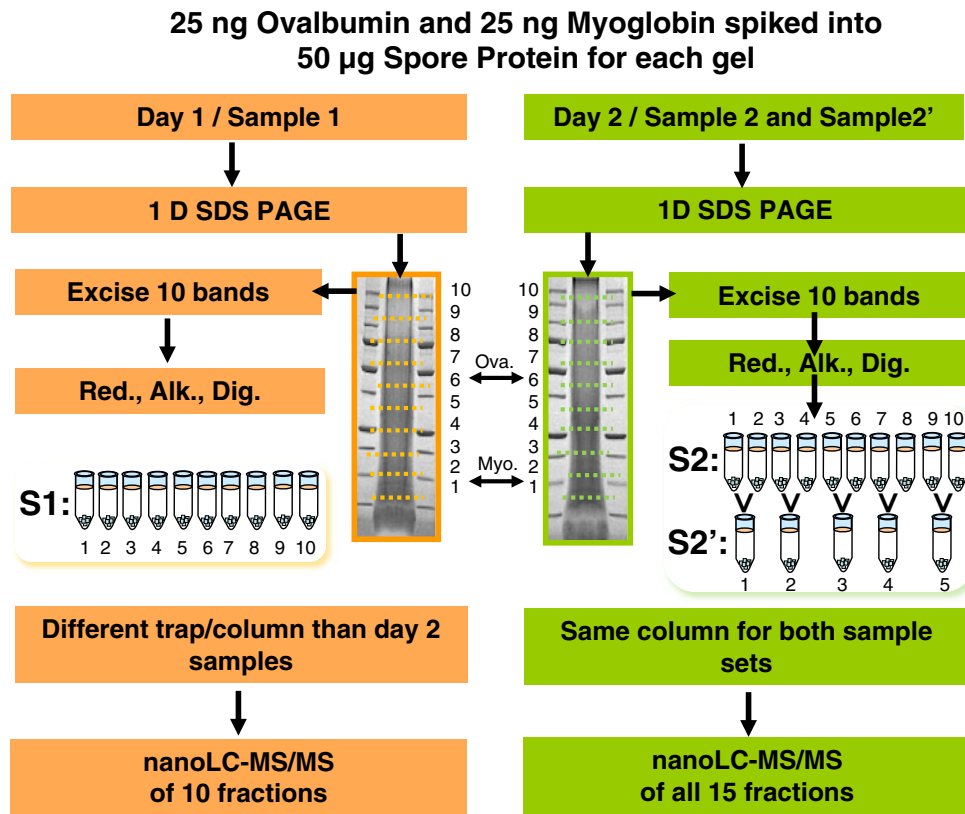 25 ng Ovalbumin and 25 ng Myoglobin spiked into
50 µg Spore Protein for each gel
Day 1 / Sample 1
1 D SDS PAGE
Excise 10 bands
Red., Alk., Dig.
10
9
8
7
6
5
4
3
2
1
S1:
1 2 3 4 5 6 7 8 9 10
Different trap/column than day 2
samples
nanoLC-MS/MS
of 10 fractions
Ova.
Myo.
Day 2 / Sample 2 and Sample2’
1D SDS PAGE
10
9
8
7
6
5
4
3
2
1
Excise 10 bands
Red., Alk., Dig.
1 2 3 4 5 6 7 8 9 10
S2:
S2’:
1 2 3 4 5
Same column for both sample
sets
nanoLC-MS/MS
of all 15 fractions